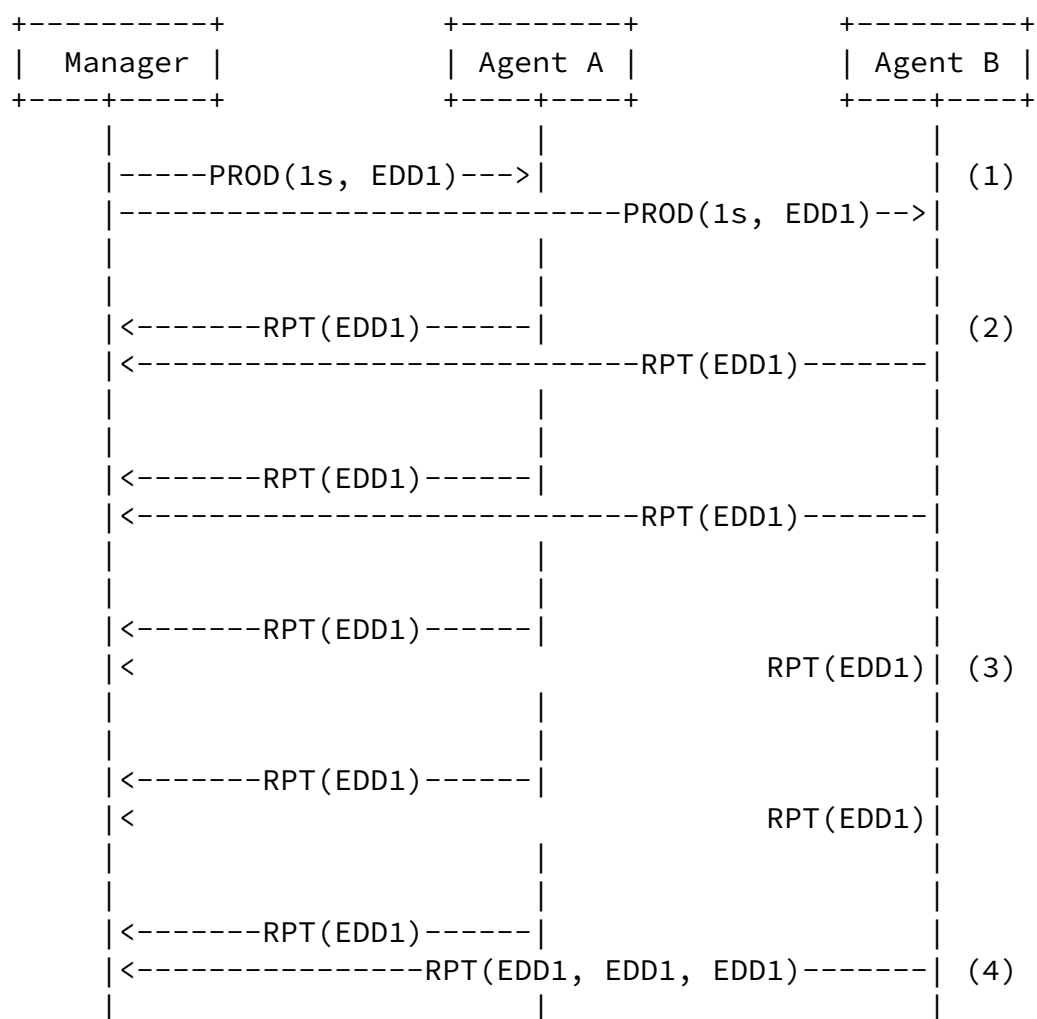 Manager Agent A Agent B
PROD(1s, EDD1) (1)
PROD(1s, EDD1)
RPT(EDD1) (2)
RPT(EDD1)
RPT(EDD1)
RPT(EDD1)
RPT(EDD1)
RPT(EDD1) (3)
RPT(EDD1)
RPT(EDD1)
RPT(EDD1)
RPT(EDD1, EDD1, EDD1) (4)